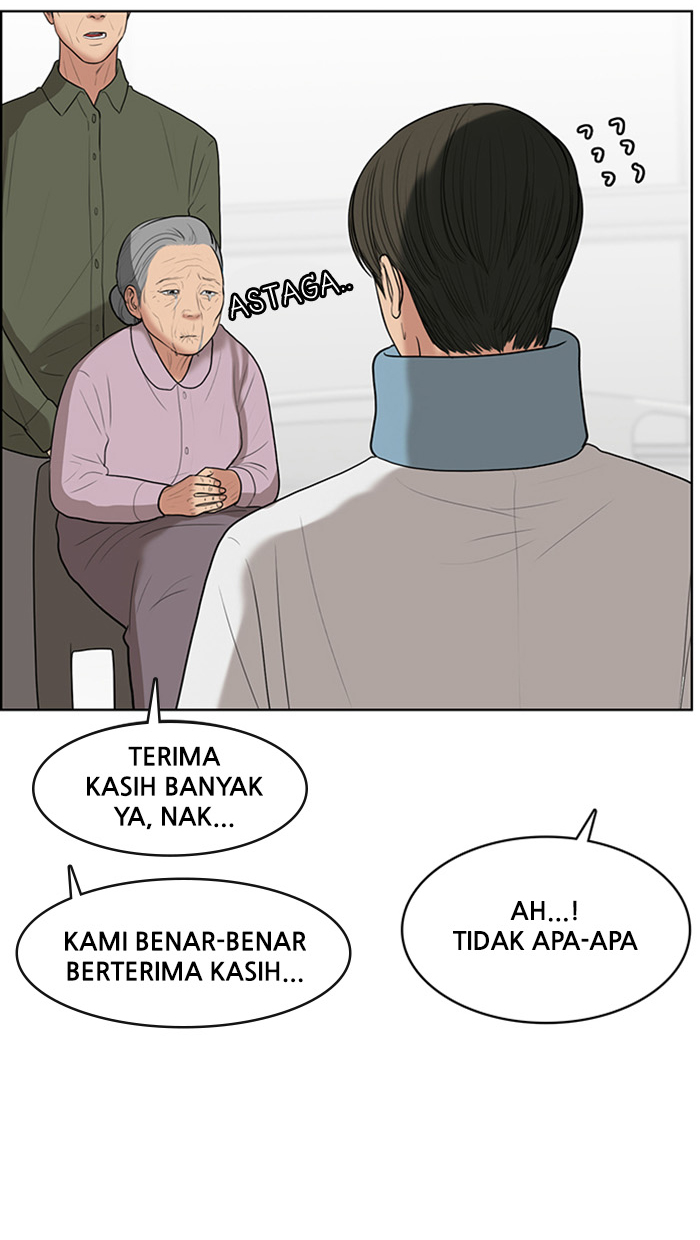 ASTAGA..
TERIMA
KASIH BANYAK
YA, NAK...
KAMI BENAR-BENAR
BERTERIMA KASIH...
AH...!
TIDAK APA-APA